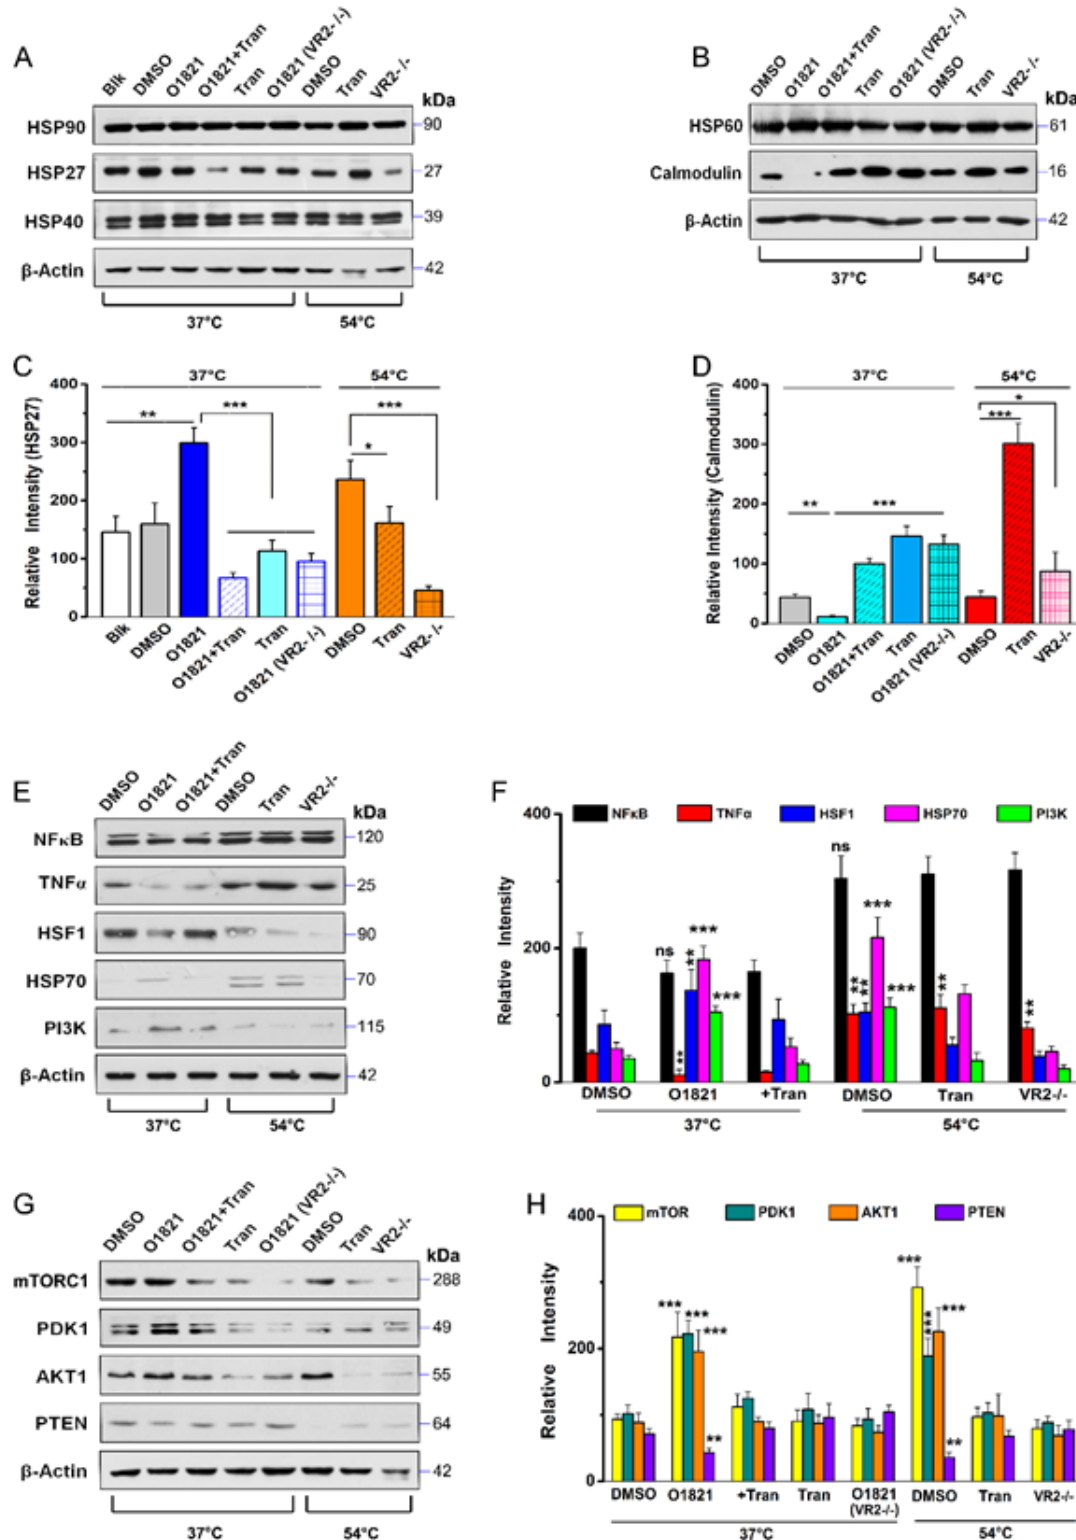 A
Blk DMSO O1821 O1821+Tran Tran O1821 (VR2-/-) DMSO Tran VR2-/-
kDa
HSP90 90
HSP27 27
HSP40 39
β-Actin 42
37°C 54°C
B
DMSO O1821 O1821+Tran Tran O1821 (VR2-/-) DMSO Tran VR2-/-
kDa
HSP60 61
Calmodulin 16
β-Actin 42
37°C 54°C
C
Relative Intensity (HSP27)
400
300
200
100
0
37°C 54°C
** *** *** *
Blk DMSO O1821 O1821+Tran Tran O1821 (VR2-/-) DMSO Tran VR2-/-
D
Relative Intensity (Calmodulin)
400
300
200
100
0
37°C 54°C
** *** *** *
DMSO O1821 O1821+Tran Tran O1821 (VR2-/-) DMSO Tran VR2-/-
E
DMSO O1821 O1821+Tran DMSO Tran VR2-/-
kDa
NFκB 120
TNFα 25
HSF1 90
HSP70 70
PI3K 115
β-Actin 42
37°C 54°C
F
Relative Intensity
400
200
0
NFκB TNFα HSF1 HSP70 PI3K
ns ** ** *** *** ns ** ** *** *** ** **
DMSO O1821 +Tran DMSO Tran VR2-/-
37°C 54°C
G
DMSO O1821 O1821+Tran Tran O1821 (VR2-/-) DMSO Tran VR2-/-
kDa
mTORC1 288
PDK1 49
AKT1 55
PTEN 64
β-Actin 42
37°C 54°C
H
Relative Intensity
400
200
0
mTOR PDK1 AKT1 PTEN
*** *** *** ** *** *** *** **
DMSO O1821 +Tran Tran O1821 DMSO Tran VR2-/-
(VR2-/-)
37°C 54°C